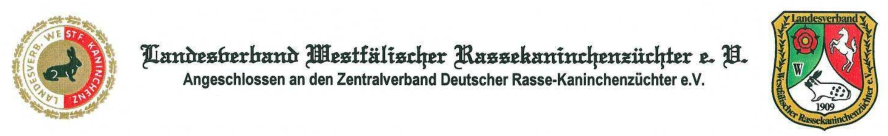 LANDESVERB. WESTF. KANINCHENZ.
Landesverband Westfälischer Rassekaninchenzüchter e. V.
Angeschlossen an den Zentralverband Deutscher Rasse-Kaninchenzüchter e.V.
Landesverband
W
1909
Westfälischer Rassekaninchenzüchter e.V.